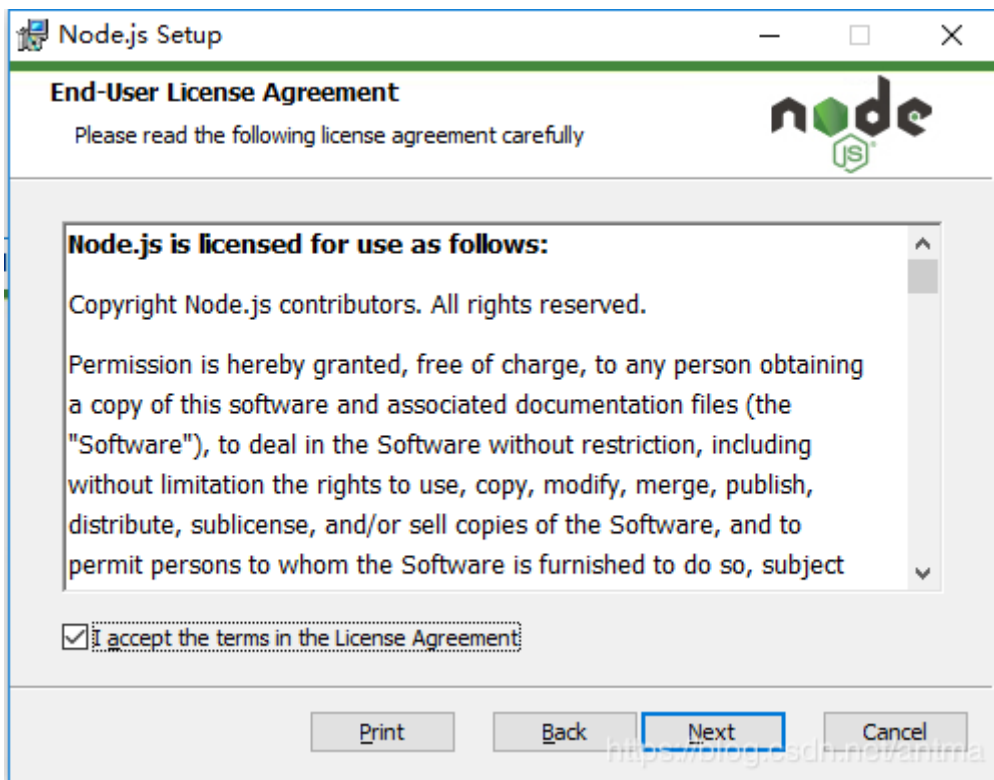 Node.js Setup
End-User License Agreement
Please read the following license agreement carefully
node
JS
Node.js is licensed for use as follows:
Copyright Node.js contributors. All rights reserved.
Permission is hereby granted, free of charge, to any person obtaining
a copy of this software and associated documentation files (the
"Software"), to deal in the Software without restriction, including
without limitation the rights to use, copy, modify, merge, publish,
distribute, sublicense, and/or sell copies of the Software, and to
permit persons to whom the Software is furnished to do so, subject
I accept the terms in the License Agreement
Print Back Next Cancel
https://blog.csdn.net/antma